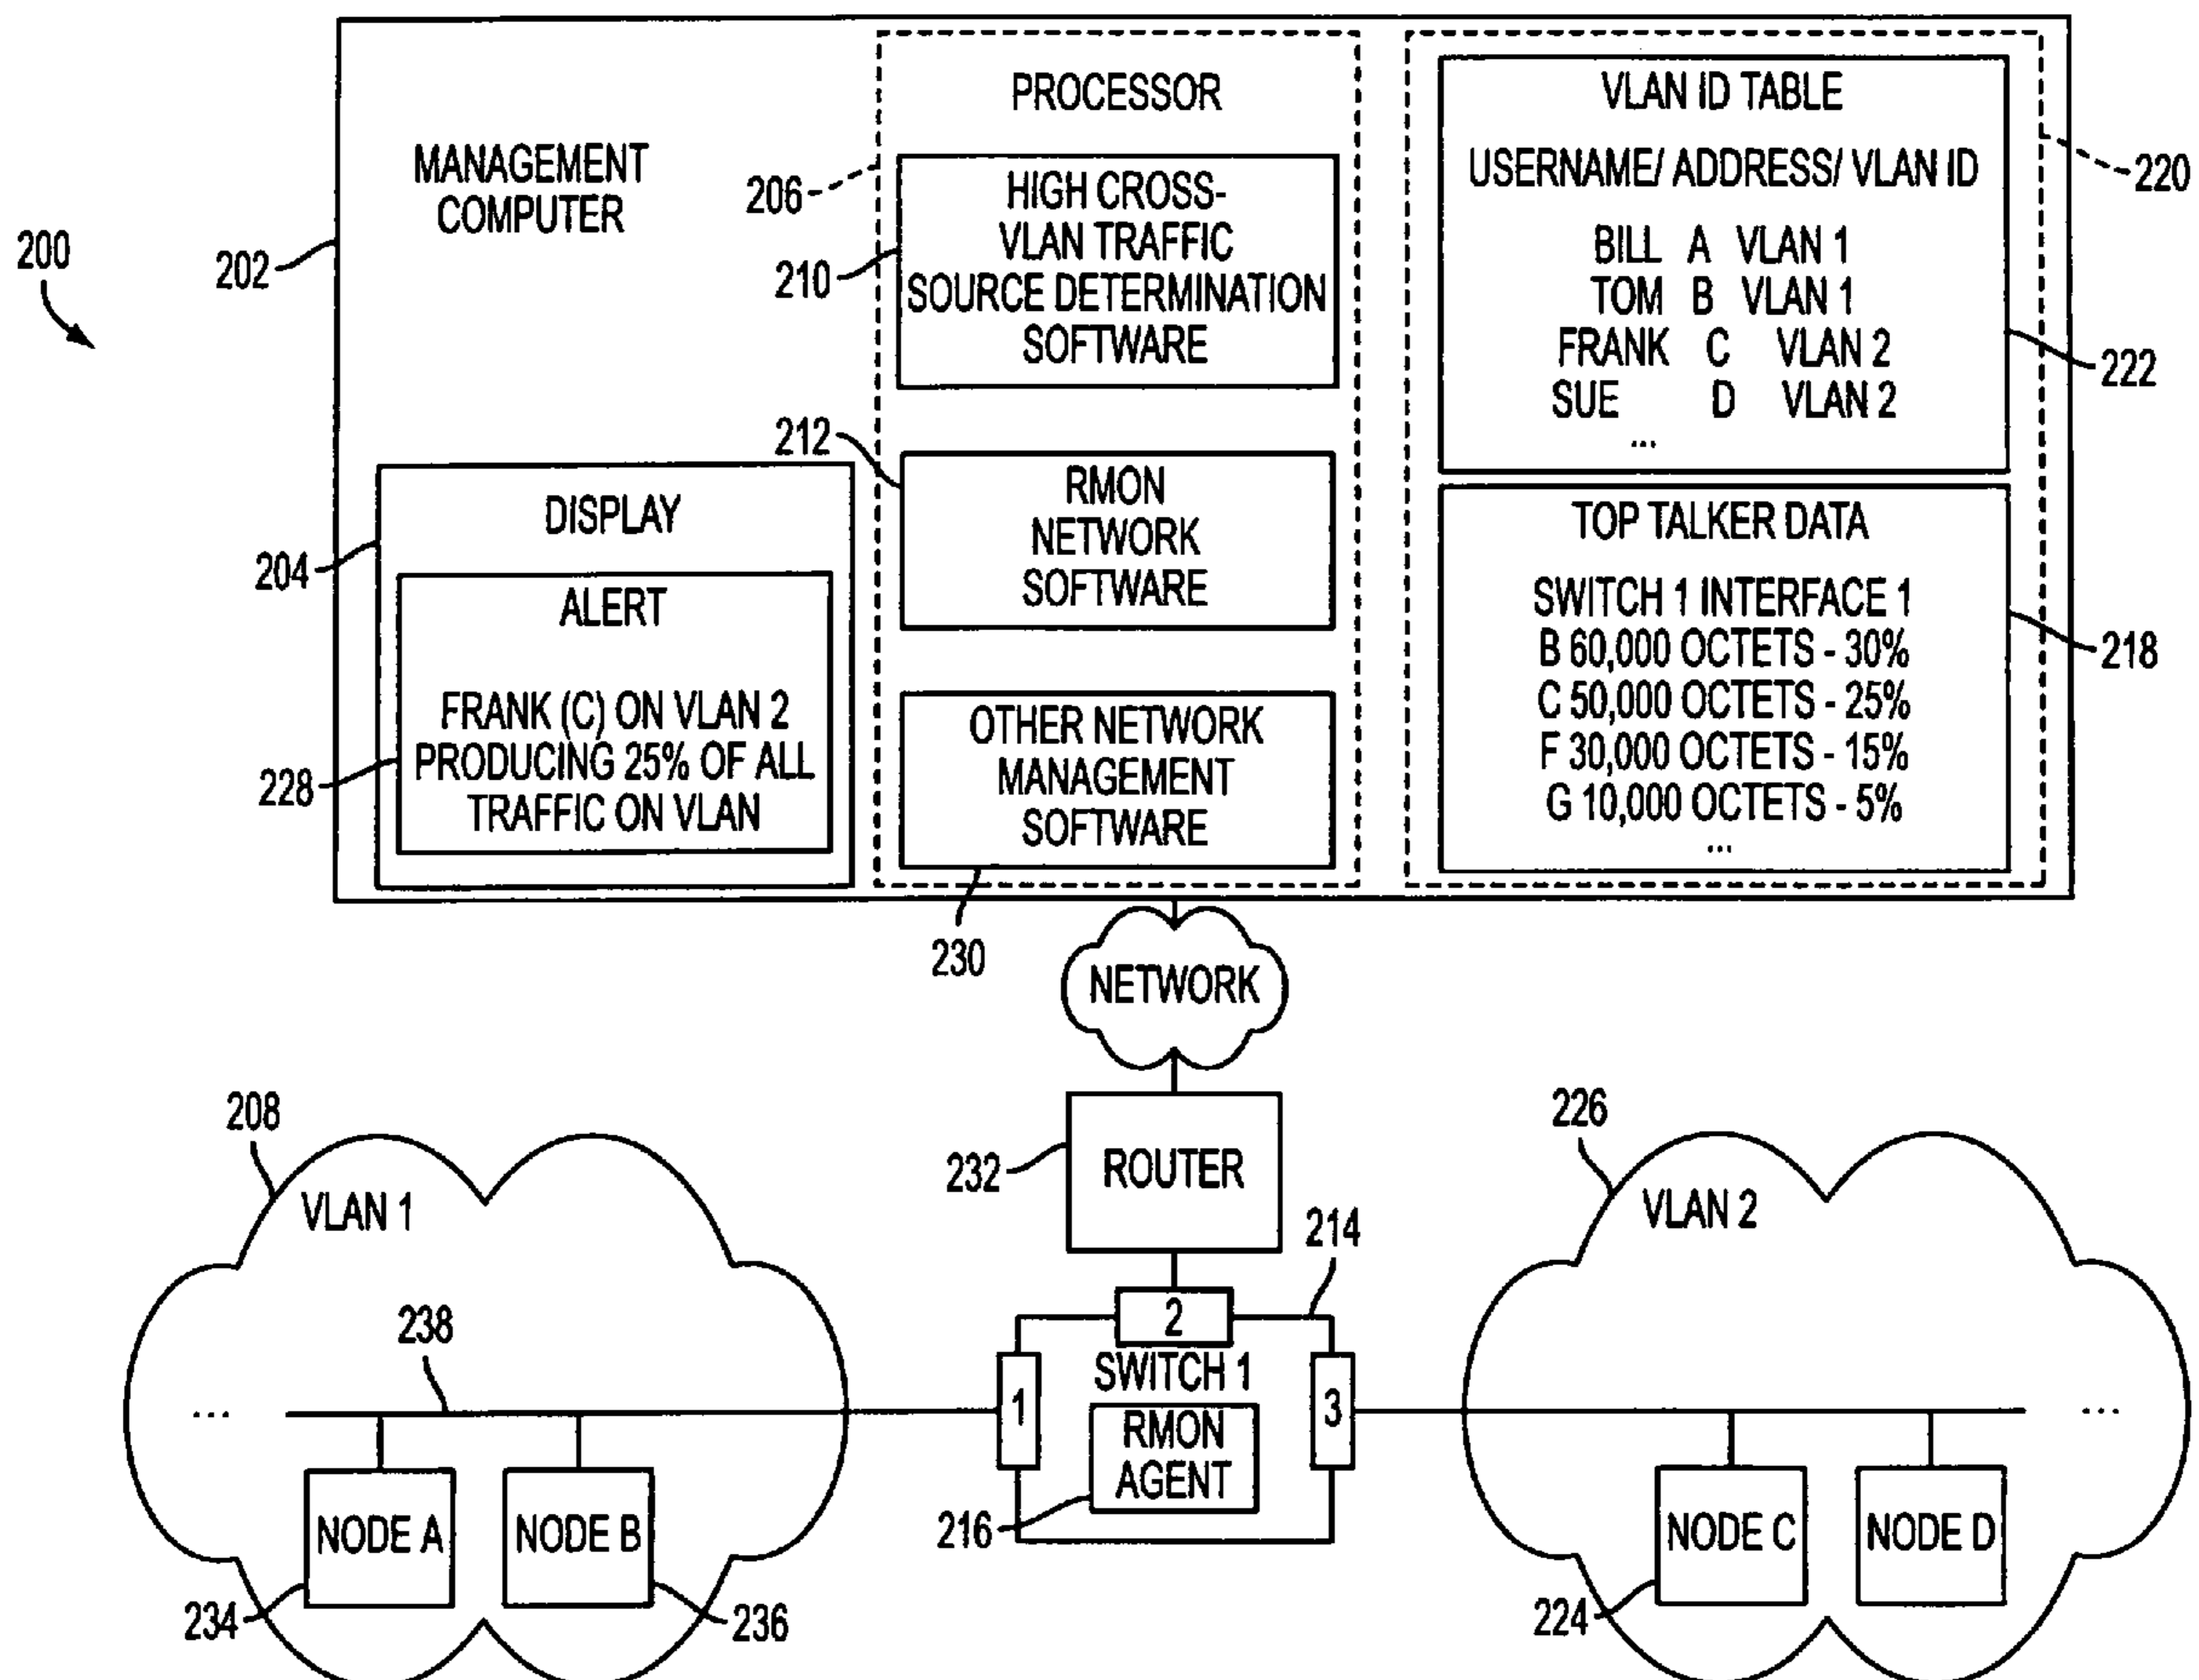 200
202
MANAGEMENT
COMPUTER
DISPLAY
204
ALERT
FRANK (C) ON VLAN 2
PRODUCING 25% OF ALL
TRAFFIC ON VLAN
228
PROCESSOR
206
HIGH CROSS-
VLAN TRAFFIC
SOURCE DETERMINATION
SOFTWARE
210
212
RMON
NETWORK
SOFTWARE
OTHER NETWORK
MANAGEMENT
SOFTWARE
230
VLAN ID TABLE
USERNAME/ ADDRESS/ VLAN ID
BILL A VLAN 1
TOM B VLAN 1
FRANK C VLAN 2
SUE D VLAN 2
...
220
222
TOP TALKER DATA
SWITCH 1 INTERFACE 1
B 60,000 OCTETS - 30%
C 50,000 OCTETS - 25%
F 30,000 OCTETS - 15%
G 10,000 OCTETS - 5%
...
218
NETWORK
ROUTER
232
208
VLAN 1
238
...
NODE A
NODE B
234
236
214
2
SWITCH 1
1
3
RMON
AGENT
216
226
VLAN 2
...
NODE C
NODE D
224